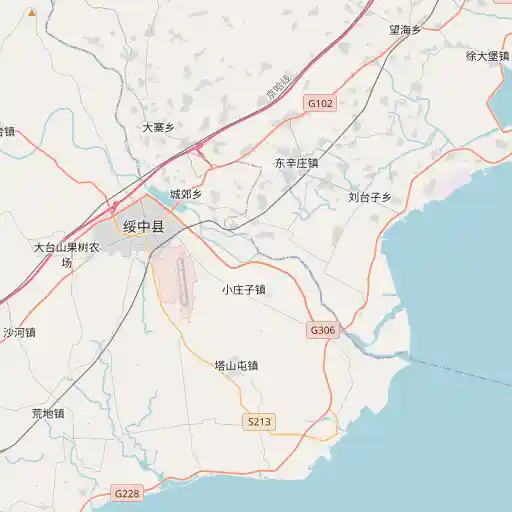 望海乡
徐大堡镇
京哈线
G102
台镇
大寨乡
东辛庄镇
城郊乡
刘台子乡
绥中县
大台山果树农
场
小庄子镇
沙河镇
G306
塔山屯镇
荒地镇
S213
G228